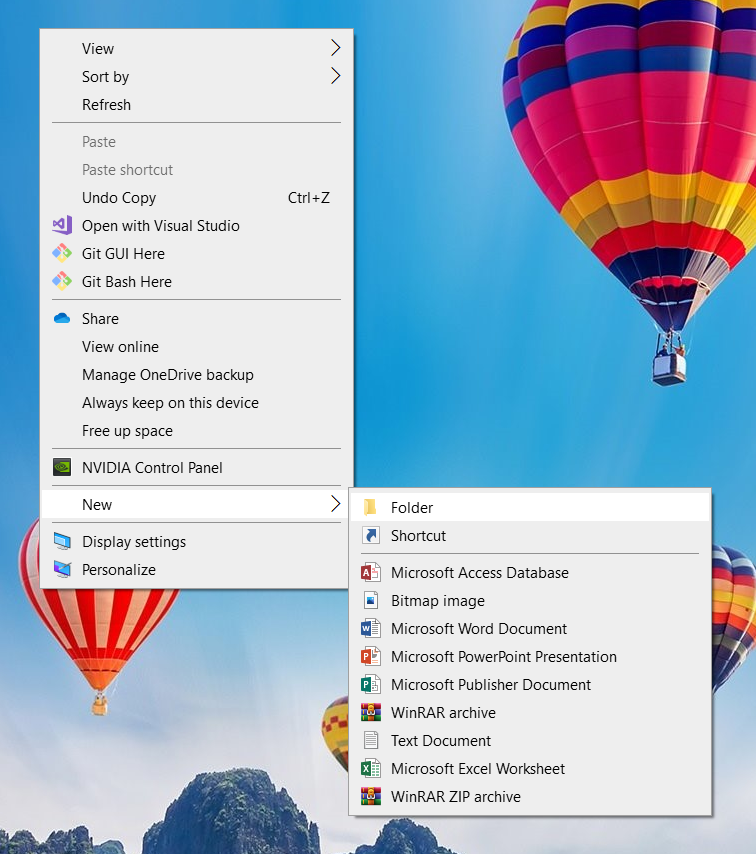 View
Sort by
Refresh
Paste
Paste shortcut
Undo Copy Ctrl+Z
Open with Visual Studio
Git GUI Here
Git Bash Here
Share
View online
Manage OneDrive backup
Always keep on this device
Free up space
NVIDIA Control Panel
New
Display settings
Personalize
Folder
Shortcut
Microsoft Access Database
Bitmap image
Microsoft Word Document
Microsoft PowerPoint Presentation
Microsoft Publisher Document
WinRAR archive
Text Document
Microsoft Excel Worksheet
WinRAR ZIP archive